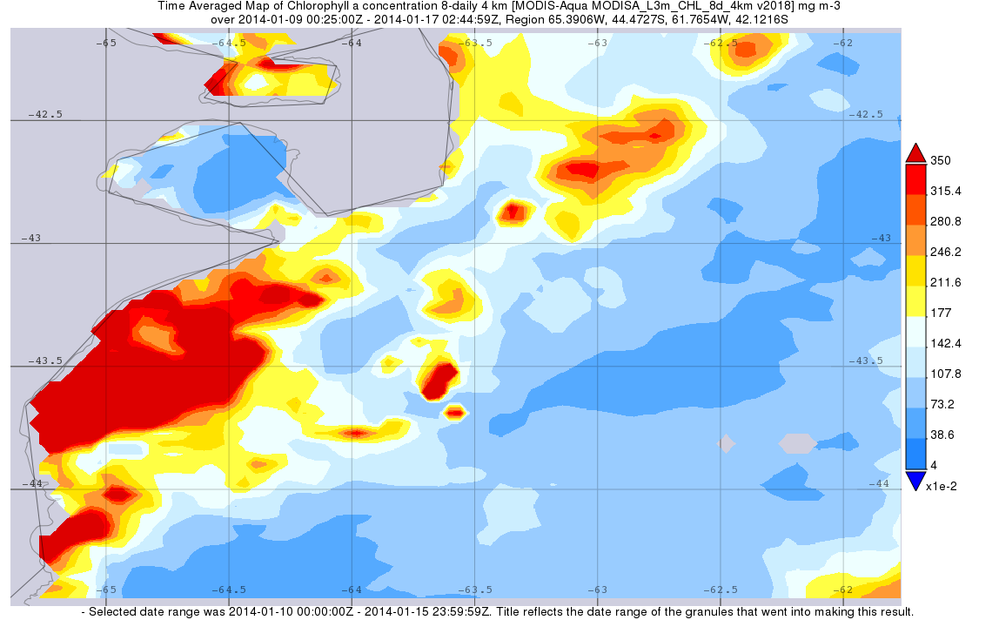 Time Averaged Map of Chlorophyll a concentration 8-daily 4 km [MODIS-Aqua MODISA_L3m_CHL_8d_4km v2018] mg m-3
over 2014-01-09 00:25:00Z - 2014-01-17 02:44:59Z, Region 65.3906W, 44.4727S, 61.7654W, 42.1216S
-65 -64.5 -64 -63.5 -63 -62.5 -62
-42.5 -42.5
350
315.4
280.8
-43 -43
246.2
211.6
177
142.4
-43.5 -43.5
107.8
73.2
38.6
4
-44 -44
x1e-2
-65 -64.5 -64 -63.5 -63 -62.5 -62
- Selected date range was 2014-01-10 00:00:00Z - 2014-01-15 23:59:59Z. Title reflects the date range of the granules that went into making this result.